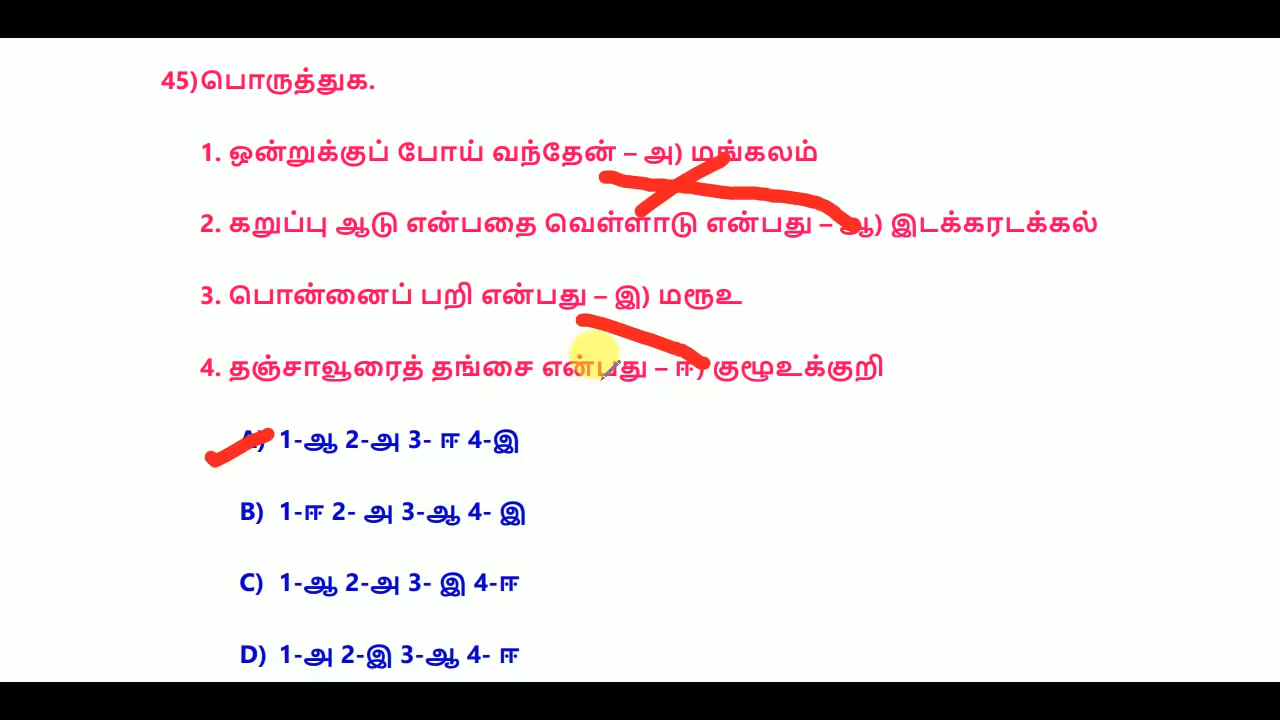 45)பொருத்துக.
1. ஒன்றுக்குப் போய் வந்தேன் – அ) மங்கலம்
2. கறுப்பு ஆடு என்பதை வெள்ளாடு என்பது – ஆ) இடக்கரடக்கல்
3. பொன்னைப் பறி என்பது – இ) மரூஉ
4. தஞ்சாவூரைத் தங்சை என்பது – ஈ) குழூஉக்குறி
A) 1-ஆ 2-அ 3- ஈ 4-இ
B) 1-ஈ 2- அ 3-ஆ 4- இ
C) 1-ஆ 2-அ 3- இ 4-ஈ
D) 1-அ 2-இ 3-ஆ 4- ஈ